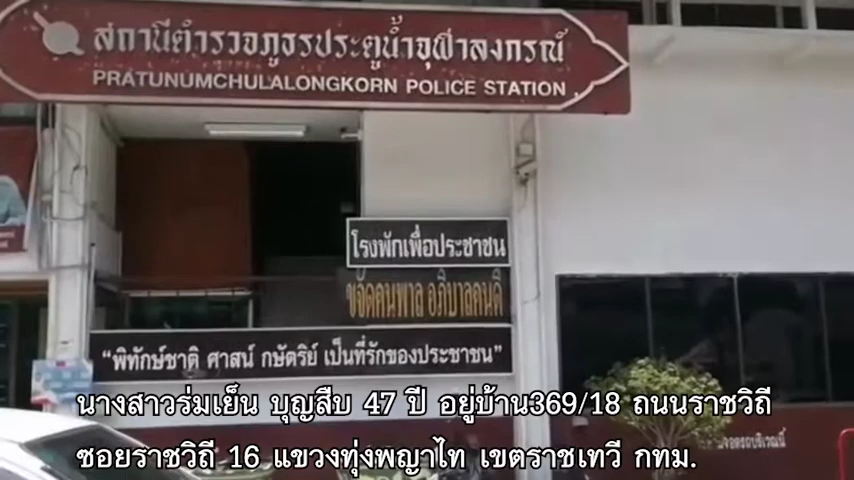 สถานีตำรวจภูธรประตูน้ำจุฬาลงกรณ์
PRATUNUMCHULALONGKORN POLICE STATION
โรงพักเพื่อประชาชน
ขจัดคนพาล อภิบาลคนดี
"พิทักษ์ชาติ ศาสน์ กษัตริย์ เป็นที่รักของประชาชน"
นางสาวร่มเย็น บุญสืบ 47 ปี อยู่บ้าน369/18 ถนนราชวิถี
ซอยราชวิถี 16 แขวงทุ่งพญาไท เขตราชเทวี กทม.